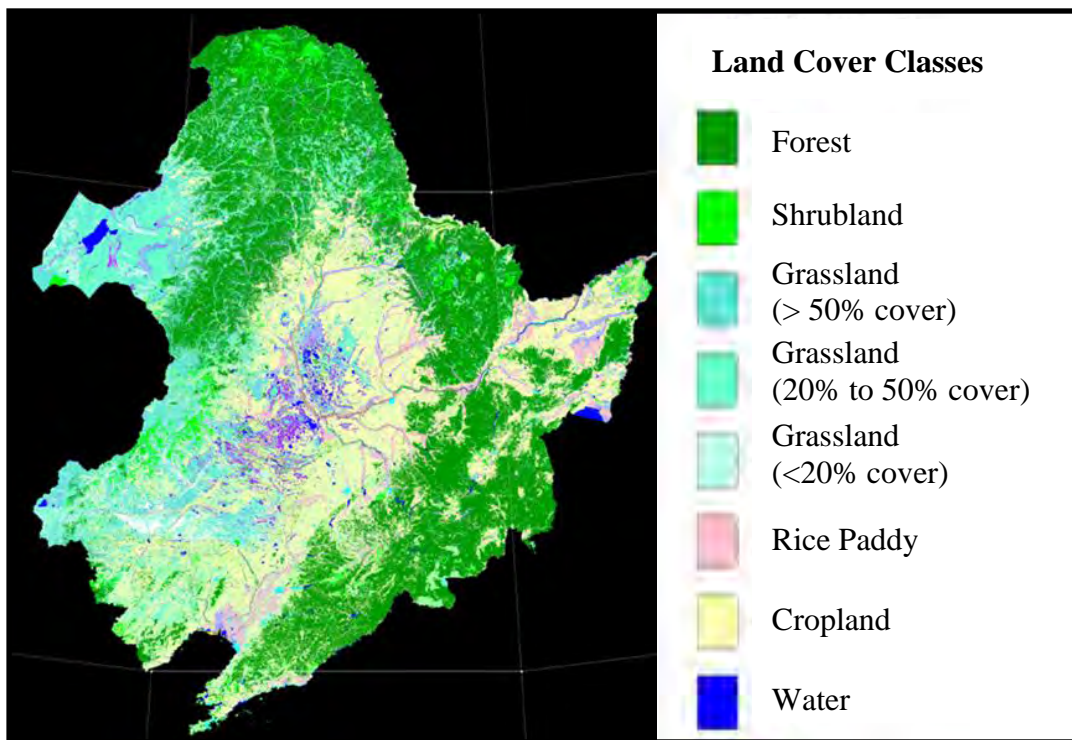 Land Cover Classes
Forest
Shrubland
Grassland
(> 50% cover)
Grassland
(20% to 50% cover)
Grassland
(<20% cover)
Rice Paddy
Cropland
Water